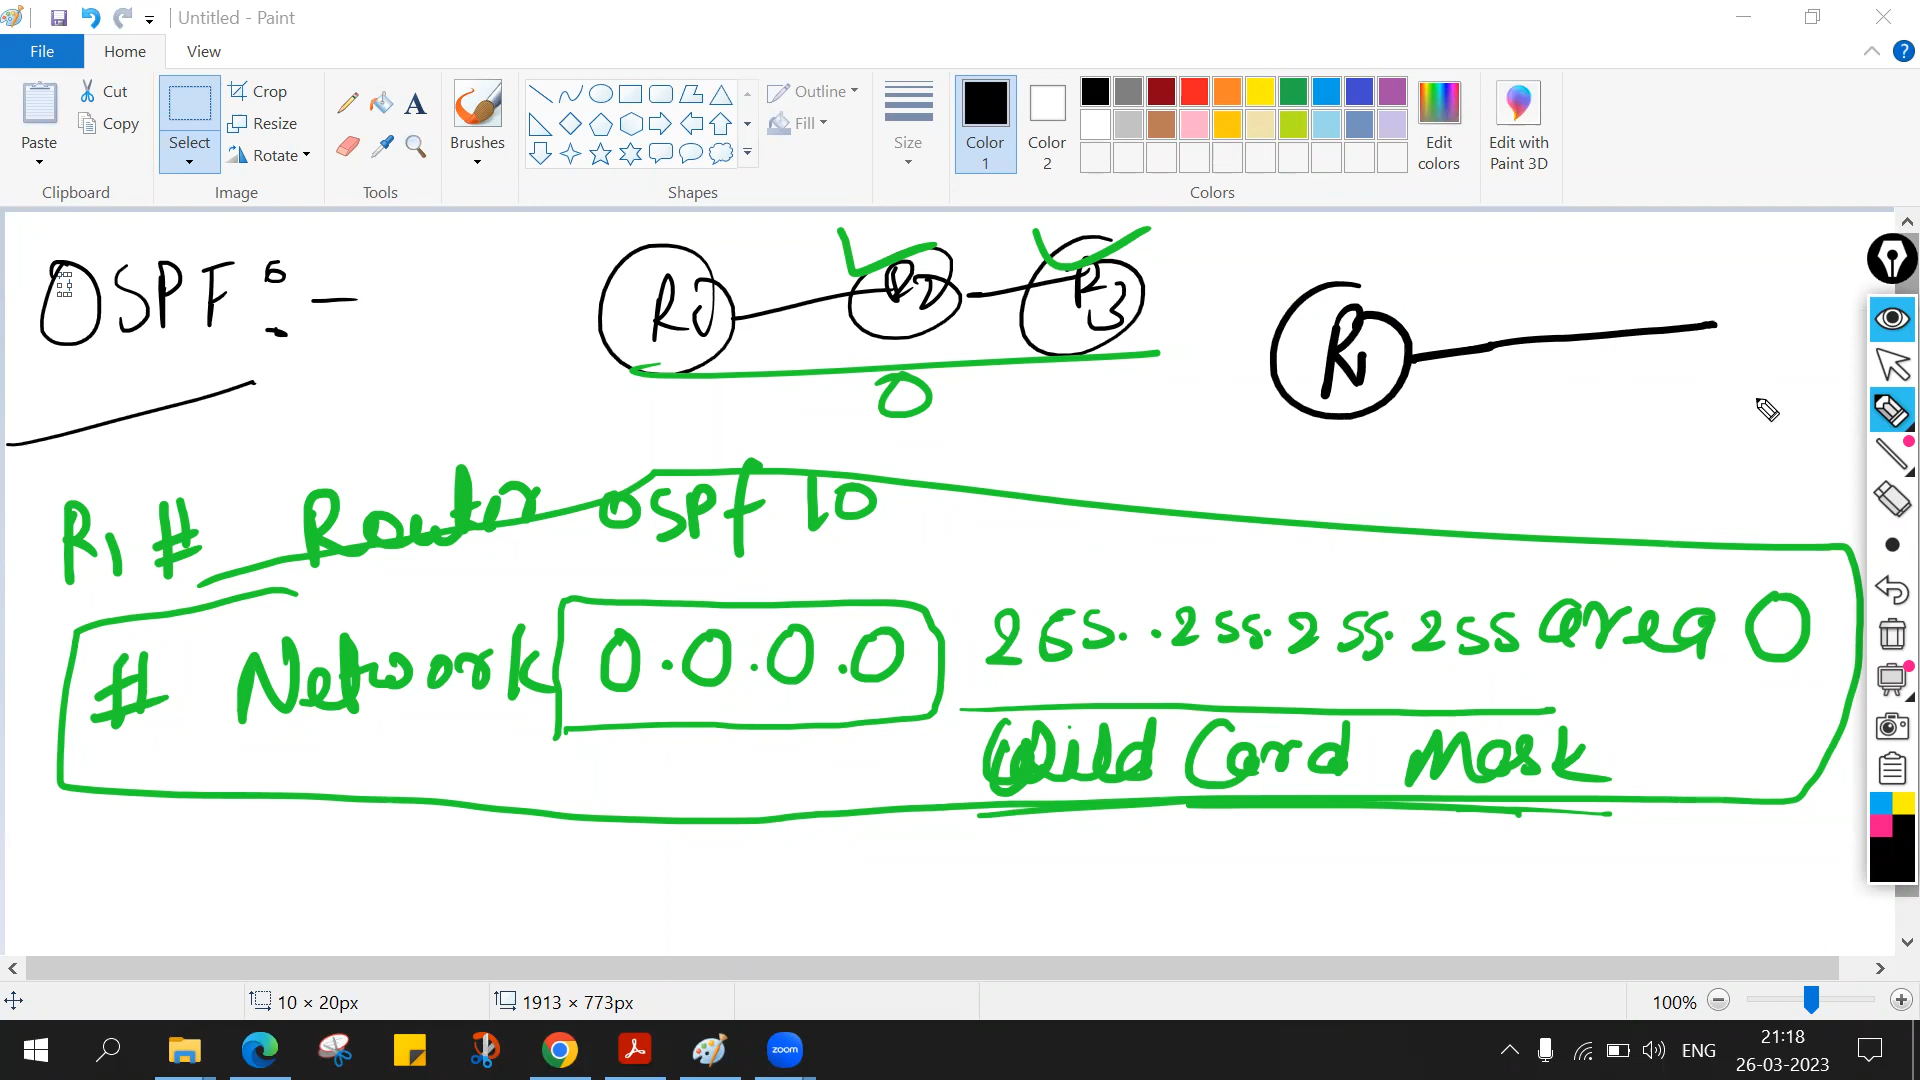 Untitled - Paint
File Home View
Paste
Cut
Copy
Clipboard
Select
Crop
Resize
Rotate
Image
A
Tools
Brushes
Outline
Fill
Shapes
Size
Color 1
Color 2
Colors
Edit colors
Edit with Paint 3D
OSPF : —
R1
R2
R3
R1
0
R1 # Router ospf 10
# Network 0.0.0.0 255..255.255.255 area 0
Wild Card Mask
10 × 20px
1913 × 773px
100%
zoom
ENG
21:18
26-03-2023